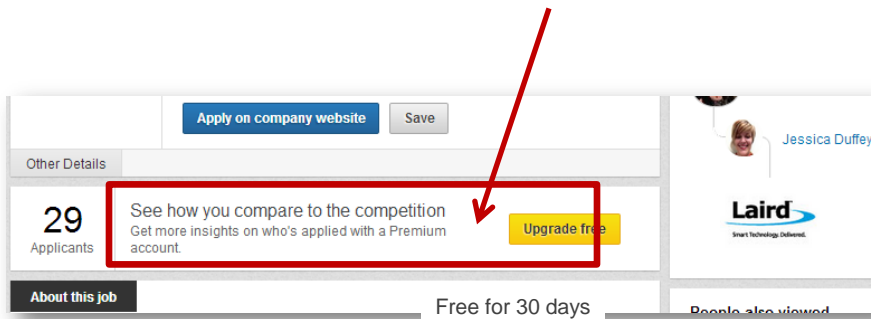 Apply on company website
Save
Jessica Duffey
Other Details
29
Applicants
See how you compare to the competition
Get more insights on who's applied with a Premium
account.
Upgrade free
Laird
Smart Technology. Delivered.
About this job
Free for 30 days
People also viewed